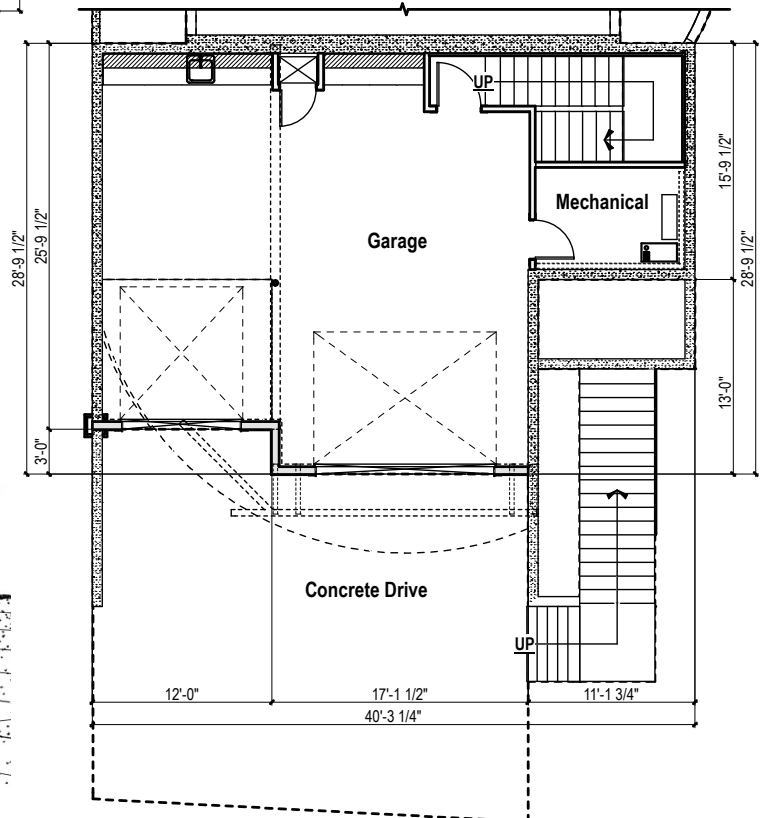 UP
Mechanical
Garage
28'-9 1/2"
25'-9 1/2"
3'-0"
15'-9 1/2"
28'-9 1/2"
13'-0"
Concrete Drive
UP
12'-0"
17'-1 1/2"
11'-1 3/4"
40'-3 1/4"